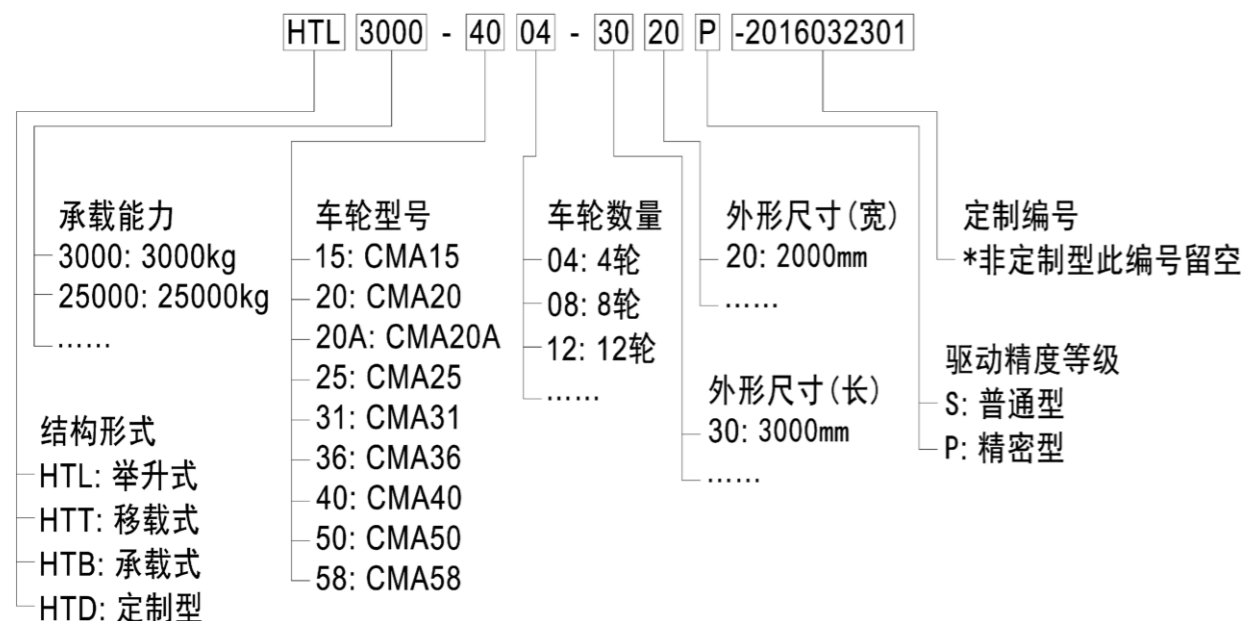 HTL 3000 - 40 04 - 30 20 P -2016032301
承载能力
3000: 3000kg
25000: 25000kg
......
结构形式
HTL: 举升式
HTT: 移载式
HTB: 承载式
HTD: 定制型
车轮型号
15: CMA15
20: CMA20
20A: CMA20A
25: CMA25
31: CMA31
36: CMA36
40: CMA40
50: CMA50
58: CMA58
车轮数量
04: 4轮
08: 8轮
12: 12轮
......
外形尺寸(宽)
20: 2000mm
......
外形尺寸(长)
30: 3000mm
......
定制编号
*非定制型此编号留空
驱动精度等级
S: 普通型
P: 精密型